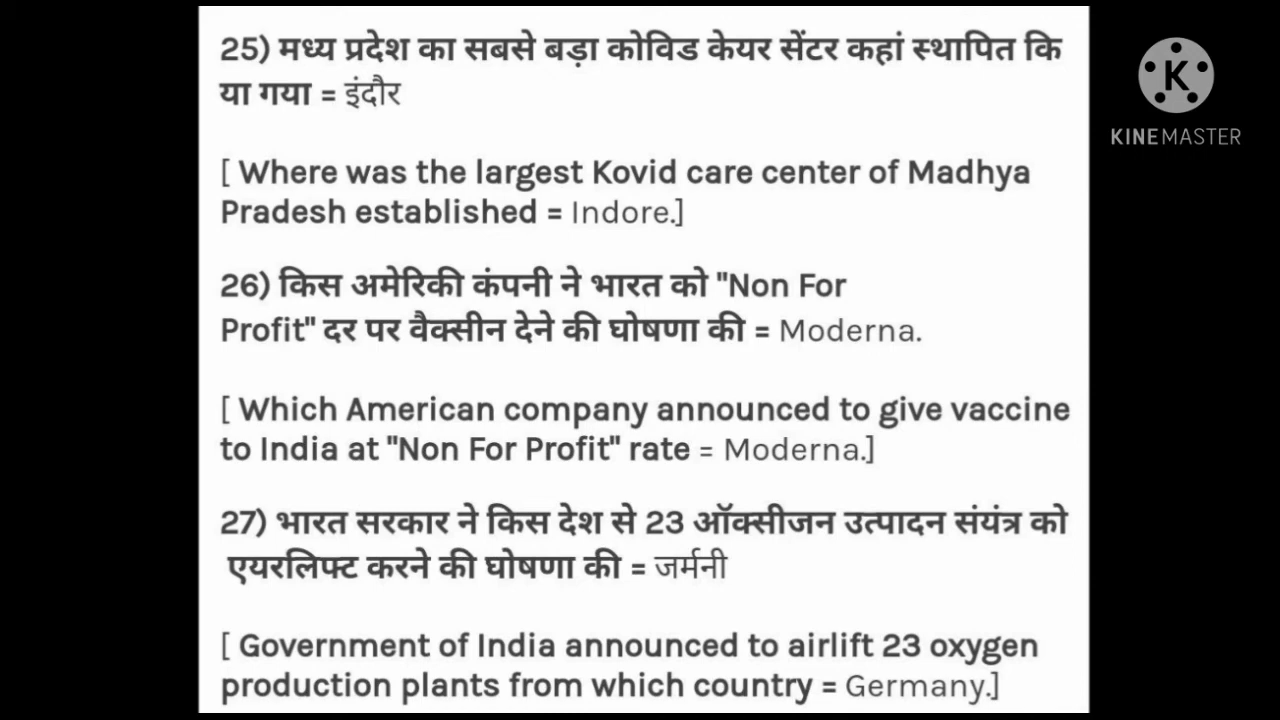 25) मध्य प्रदेश का सबसे बड़ा कोविड केयर सेंटर कहां स्थापित कि
या गया = इंदौर
[ Where was the largest Kovid care center of Madhya
Pradesh established = Indore.]
26) किस अमेरिकी कंपनी ने भारत को "Non For
Profit" दर पर वैक्सीन देने की घोषणा की = Moderna.
[ Which American company announced to give vaccine
to India at "Non For Profit" rate = Moderna.]
27) भारत सरकार ने किस देश से 23 ऑक्सीजन उत्पादन संयंत्र को
एयरलिफ्ट करने की घोषणा की = जर्मनी
[ Government of India announced to airlift 23 oxygen
production plants from which country = Germany.]
K
KINEMASTER